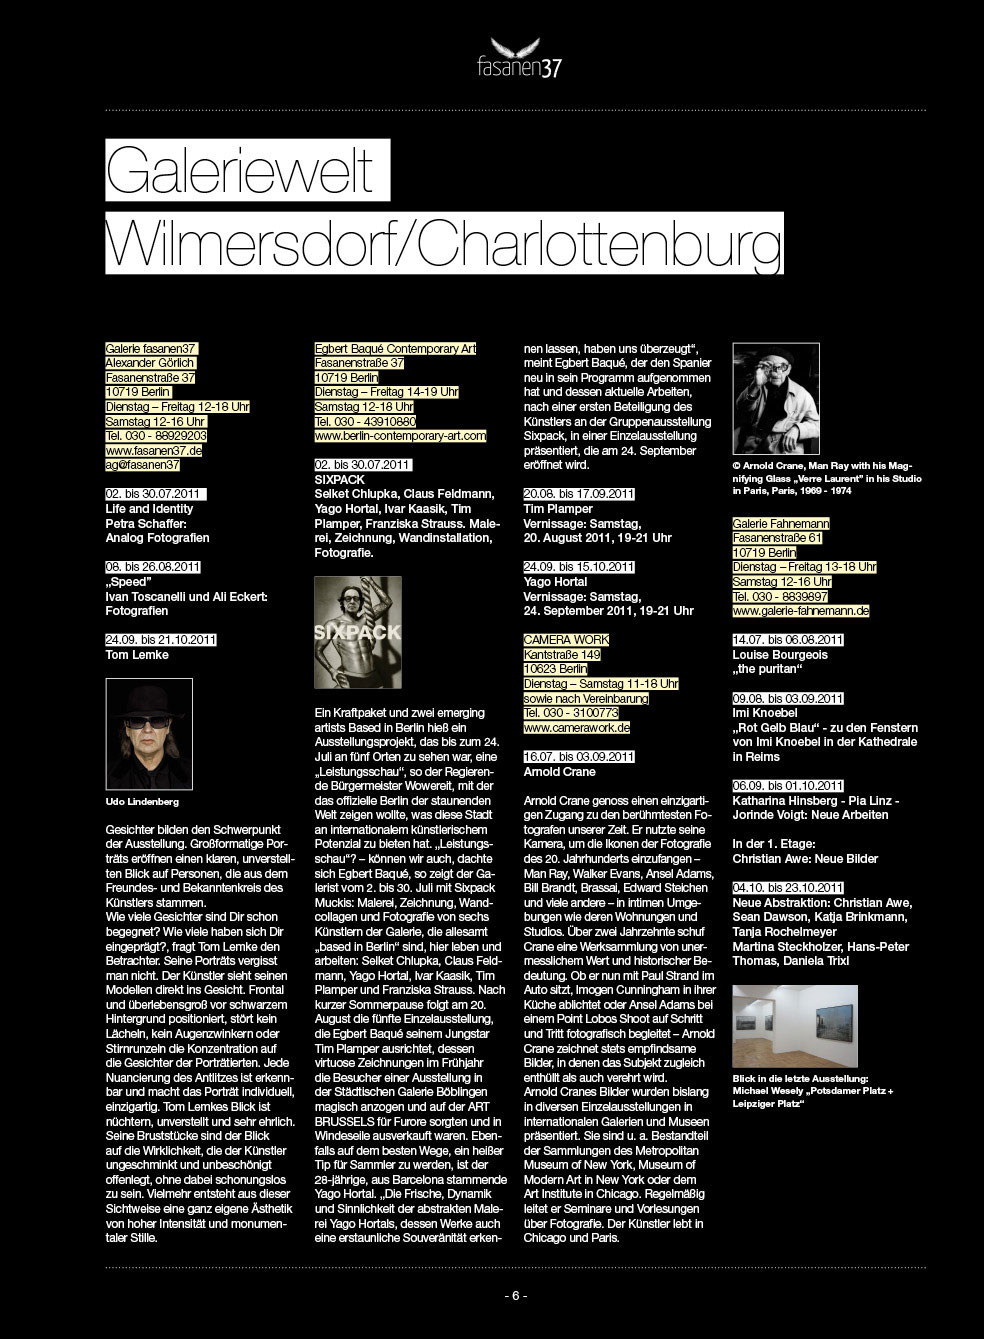 fasanen37
Galeriewelt
Wilmersdorf/Charlottenburg
Galerie fasanen37
Alexander Görlich
Fasanenstraße 37
10719 Berlin
Dienstag – Freitag 12-18 Uhr
Samstag 12-16 Uhr
Tel. 030 - 88929203
www.fasanen37.de
ag@fasanen37
02. bis 30.07.2011
Life and Identity
Petra Schaffer:
Analog Fotografien
08. bis 26.08.2011
„Speed”
Ivan Toscanelli und Ali Eckert:
Fotografien
24.09. bis 21.10.2011
Tom Lemke
Udo Lindenberg
Gesichter bilden den Schwerpunkt
der Ausstellung. Großformatige Por-
träts eröffnen einen klaren, unverstell-
ten Blick auf Personen, die aus dem
Freundes- und Bekanntenkreis des
Künstlers stammen.
Wie viele Gesichter sind Dir schon
begegnet? Wie viele haben sich Dir
eingeprägt?, fragt Tom Lemke den
Betrachter. Seine Porträts vergisst
man nicht. Der Künstler sieht seinen
Modellen direkt ins Gesicht. Frontal
und überlebensgroß vor schwarzem
Hintergrund positioniert, stört kein
Lächeln, kein Augenzwinkern oder
Stirnrunzeln die Konzentration auf
die Gesichter der Porträtierten. Jede
Nuancierung des Antlitzes ist erkenn-
bar und macht das Porträt individuell,
einzigartig. Tom Lemkes Blick ist
nüchtern, unverstellt und sehr ehrlich.
Seine Bruststücke sind der Blick
auf die Wirklichkeit, die der Künstler
ungeschminkt und unbeschönigt
offenlegt, ohne dabei schonungslos
zu sein. Vielmehr entsteht aus dieser
Sichtweise eine ganz eigene Ästhetik
von hoher Intensität und monumen-
taler Stille.
Egbert Baqué Contemporary Art
Fasanenstraße 37
10719 Berlin
Dienstag – Freitag 14-19 Uhr
Samstag 12-18 Uhr
Tel. 030 - 43910880
www.berlin-contemporary-art.com
02. bis 30.07.2011
SIXPACK
Selket Chlupka, Claus Feldmann,
Yago Hortal, Ivar Kaasik, Tim
Plamper, Franziska Strauss. Male-
rei, Zeichnung, Wandinstallation,
Fotografie.
SIXPACK
Ein Kraftpaket und zwei emerging
artists Based in Berlin hieß ein
Ausstellungsprojekt, das bis zum 24.
Juli an fünf Orten zu sehen war, eine
„Leistungsschau“, so der Regieren-
de Bürgermeister Wowereit, mit der
das offizielle Berlin der staunenden
Welt zeigen wollte, was diese Stadt
an internationalem künstlerischem
Potenzial zu bieten hat. „Leistungs-
schau“? – können wir auch, dachte
sich Egbert Baqué, so zeigt der Ga-
lerist vom 2. bis 30. Juli mit Sixpack
Muckis: Malerei, Zeichnung, Wand-
collagen und Fotografie von sechs
Künstlern der Galerie, die allesamt
„based in Berlin“ sind, hier leben und
arbeiten: Selket Chlupka, Claus Feld-
mann, Yago Hortal, Ivar Kaasik, Tim
Plamper und Franziska Strauss. Nach
kurzer Sommerpause folgt am 20.
August die fünfte Einzelausstellung,
die Egbert Baqué seinem Jungstar
Tim Plamper ausrichtet, dessen
virtuose Zeichnungen im Frühjahr
die Besucher einer Ausstellung in
der Städtischen Galerie Böblingen
magisch anzogen und auf der ART
BRUSSELS für Furore sorgten und in
Windeseile ausverkauft waren. Eben-
falls auf dem besten Wege, ein heißer
Tip für Sammler zu werden, ist der
28-jährige, aus Barcelona stammende
Yago Hortal. „Die Frische, Dynamik
und Sinnlichkeit der abstrakten Male-
rei Yago Hortals, dessen Werke auch
eine erstaunliche Souveränität erken-
nen lassen, haben uns überzeugt“,
meint Egbert Baqué, der den Spanier
neu in sein Programm aufgenommen
hat und dessen aktuelle Arbeiten,
nach einer ersten Beteiligung des
Künstlers an der Gruppenausstellung
Sixpack, in einer Einzelausstellung
präsentiert, die am 24. September
eröffnet wird.
20.08. bis 17.09.2011
Tim Plamper
Vernissage: Samstag,
20. August 2011, 19-21 Uhr
24.09. bis 15.10.2011
Yago Hortal
Vernissage: Samstag,
24. September 2011, 19-21 Uhr
CAMERA WORK
Kantstraße 149
10623 Berlin
Dienstag – Samstag 11-18 Uhr
sowie nach Vereinbarung
Tel. 030 - 3100773
www.camerawork.de
16.07. bis 03.09.2011
Arnold Crane
Arnold Crane genoss einen einzigarti-
gen Zugang zu den berühmtesten Fo-
tografen unserer Zeit. Er nutzte seine
Kamera, um die Ikonen der Fotografie
des 20. Jahrhunderts einzufangen –
Man Ray, Walker Evans, Ansel Adams,
Bill Brandt, Brassai, Edward Steichen
und viele andere – in intimen Umge-
bungen wie deren Wohnungen und
Studios. Über zwei Jahrzehnte schuf
Crane eine Werksammlung von uner-
messlichem Wert und historischer Be-
deutung. Ob er nun mit Paul Strand im
Auto sitzt, Imogen Cunningham in ihrer
Küche ablichtet oder Ansel Adams bei
einem Point Lobos Shoot auf Schritt
und Tritt fotografisch begleitet – Arnold
Crane zeichnet stets empfindsame
Bilder, in denen das Subjekt zugleich
enthüllt als auch verehrt wird.
Arnold Cranes Bilder wurden bislang
in diversen Einzelausstellungen in
internationalen Galerien und Museen
präsentiert. Sie sind u. a. Bestandteil
der Sammlungen des Metropolitan
Museum of New York, Museum of
Modern Art in New York oder dem
Art Institute in Chicago. Regelmäßig
leitet er Seminare und Vorlesungen
über Fotografie. Der Künstler lebt in
Chicago und Paris.
© Arnold Crane, Man Ray with his Mag-
nifying Glass „Verre Laurent” in his Studio
in Paris, Paris, 1969 - 1974
Galerie Fahnemann
Fasanenstraße 61
10719 Berlin
Dienstag – Freitag 13-18 Uhr
Samstag 12-16 Uhr
Tel. 030 - 8839897
www.galerie-fahnemann.de
14.07. bis 06.08.2011
Louise Bourgeois
„the puritan“
09.08. bis 03.09.2011
Imi Knoebel
„Rot Gelb Blau“ - zu den Fenstern
von Imi Knoebel in der Kathedrale
in Reims
06.09. bis 01.10.2011
Katharina Hinsberg - Pia Linz -
Jorinde Voigt: Neue Arbeiten
In der 1. Etage:
Christian Awe: Neue Bilder
04.10. bis 23.10.2011
Neue Abstraktion: Christian Awe,
Sean Dawson, Katja Brinkmann,
Tanja Rochelmeyer
Martina Steckholzer, Hans-Peter
Thomas, Daniela Trixl
Blick in die letzte Ausstellung:
Michael Wesely „Potsdamer Platz +
Leipziger Platz“
- 6 -